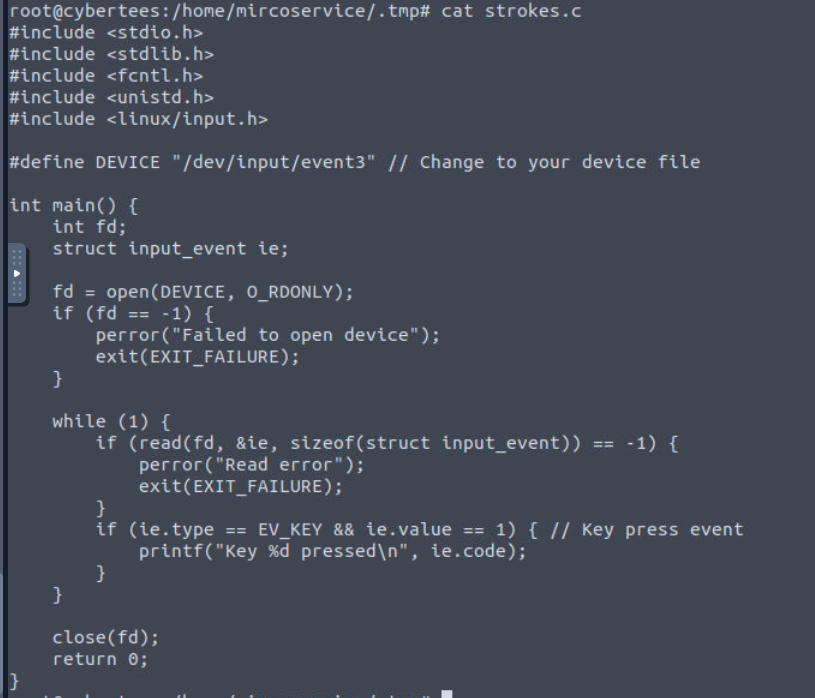 root@cybertees:/home/mircoservice/.tmp# cat strokes.c
#include <stdio.h>
#include <stdlib.h>
#include <fcntl.h>
#include <unistd.h>
#include <linux/input.h>

#define DEVICE "/dev/input/event3" // Change to your device file

int main() {
    int fd;
    struct input_event ie;

    fd = open(DEVICE, O_RDONLY);
    if (fd == -1) {
        perror("Failed to open device");
        exit(EXIT_FAILURE);
    }

    while (1) {
        if (read(fd, &ie, sizeof(struct input_event)) == -1) {
            perror("Read error");
            exit(EXIT_FAILURE);
        }
        if (ie.type == EV_KEY && ie.value == 1) { // Key press event
            printf("Key %d pressed\n", ie.code);
        }
    }

    close(fd);
    return 0;
}